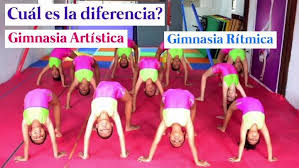 Cuál es la diferencia?
Gimnasia Artística
Gimnasia Rítmica